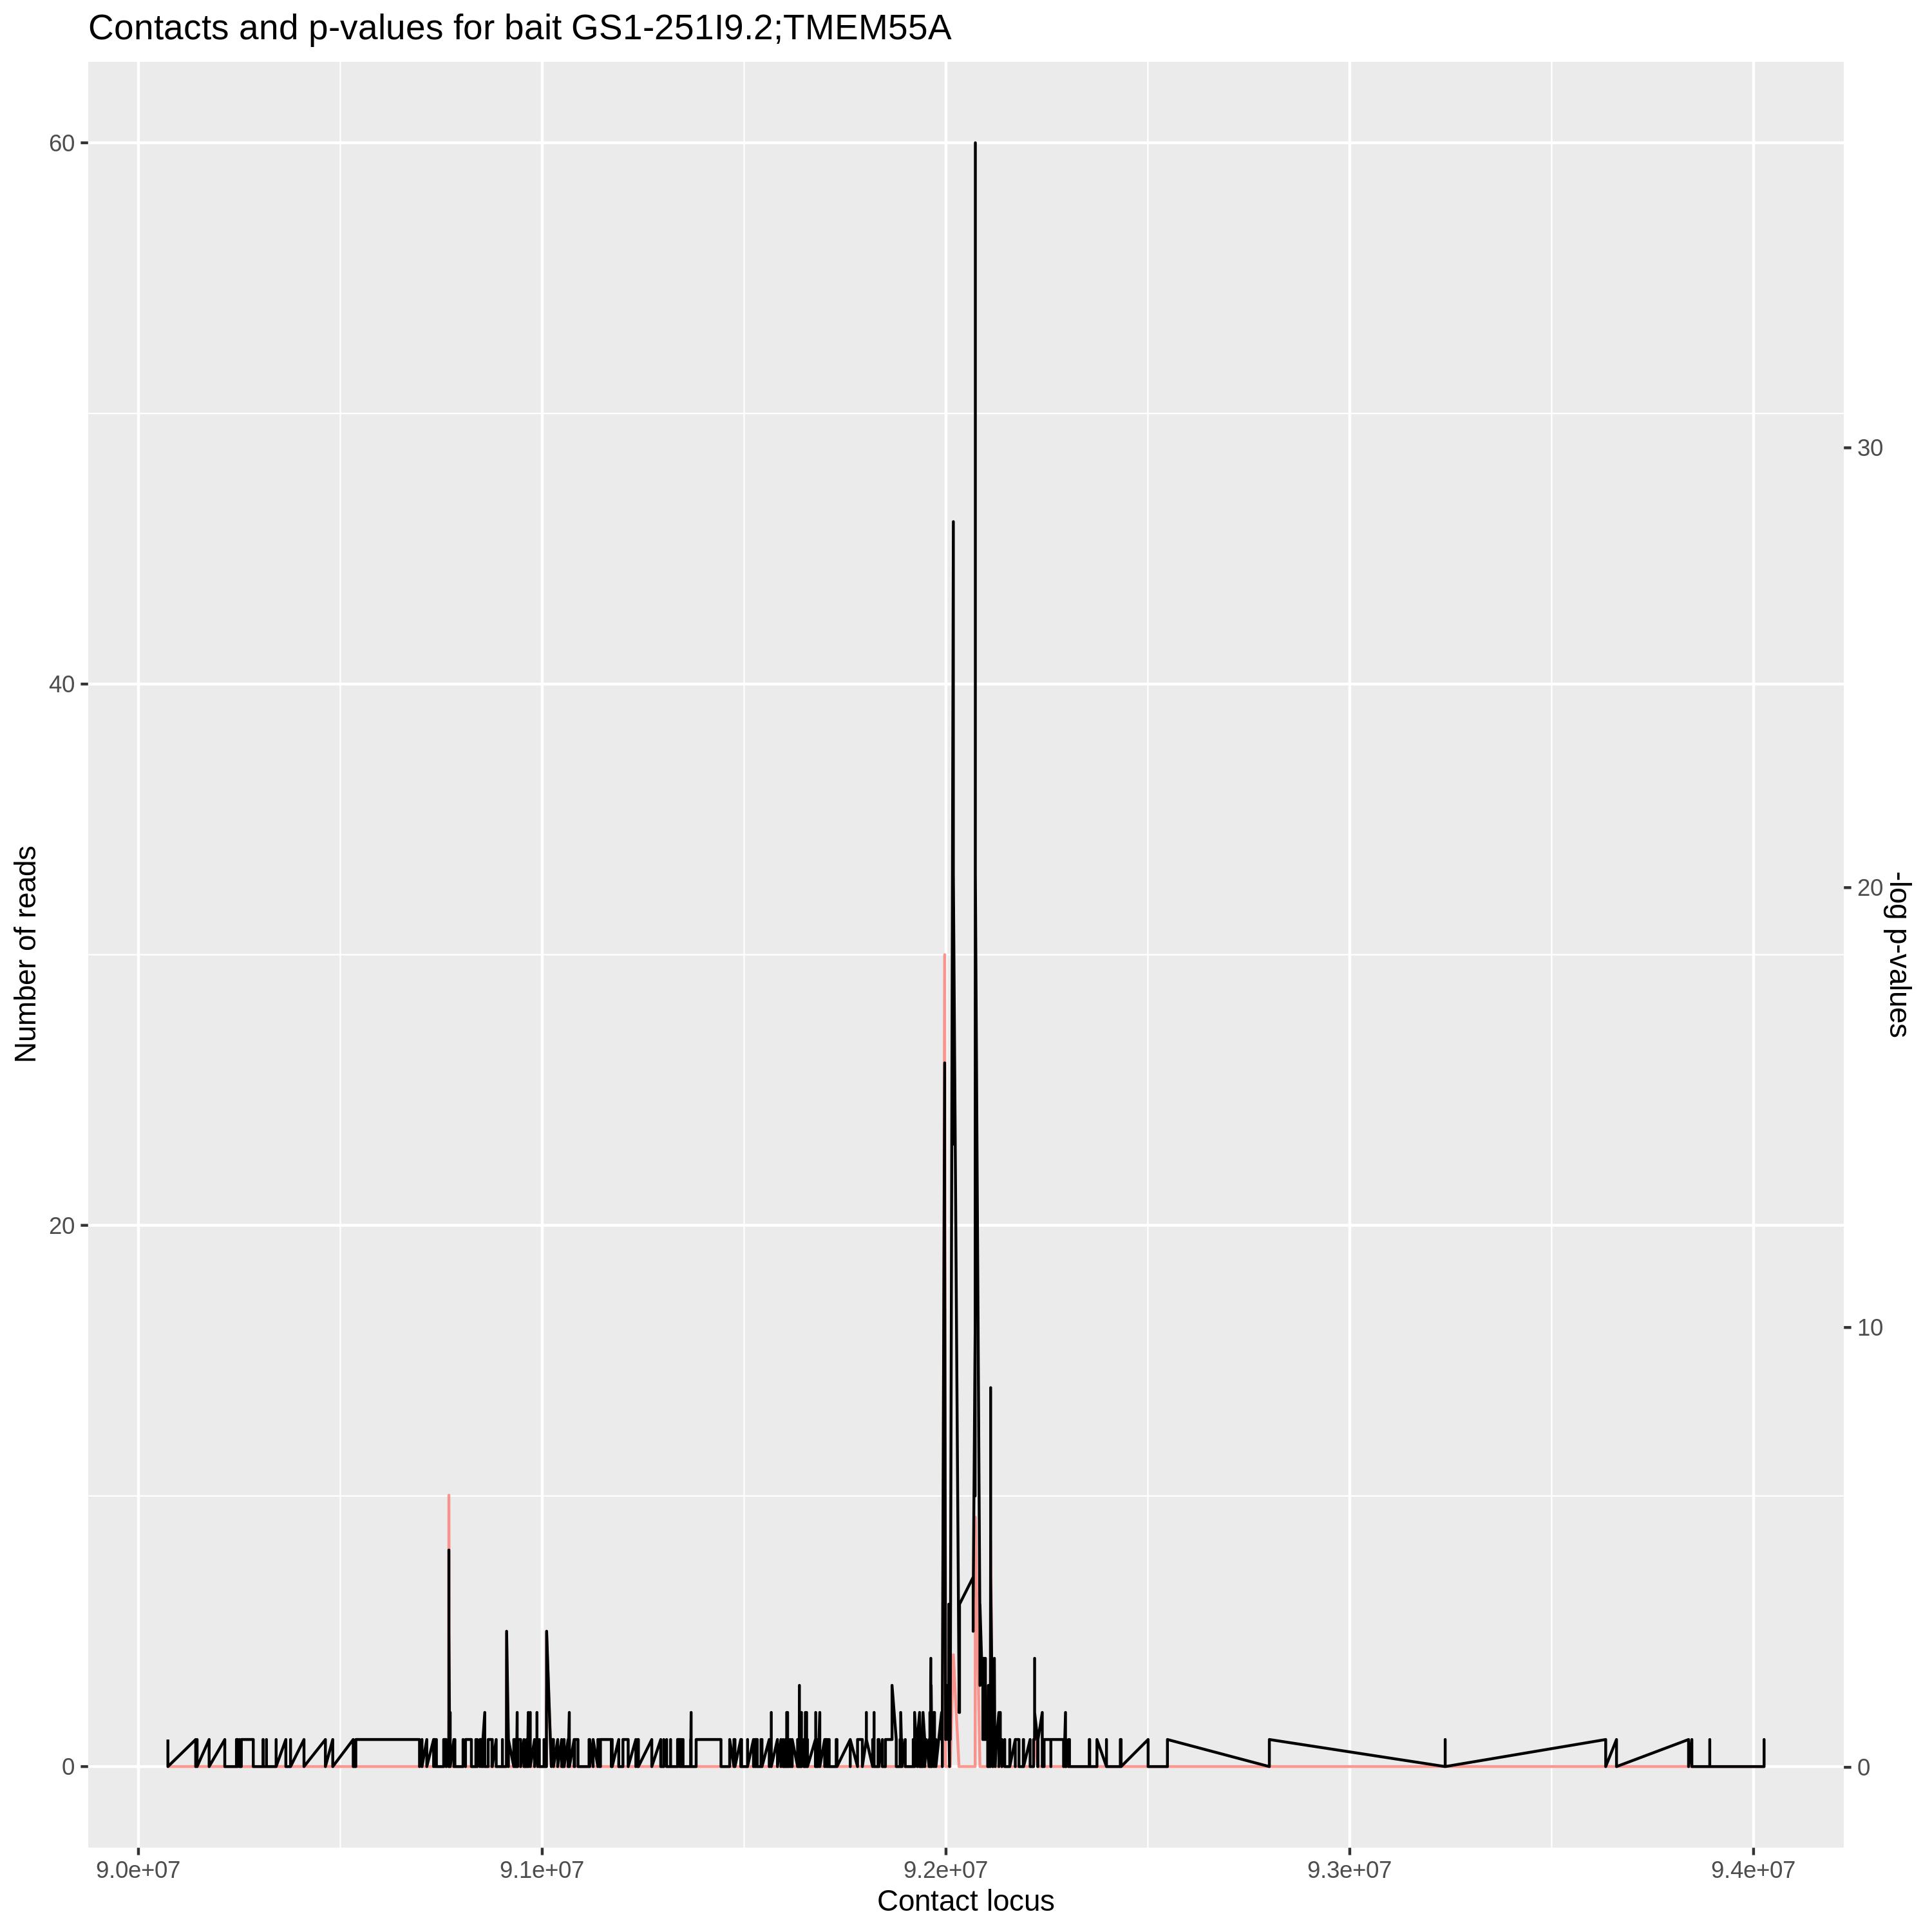 Contacts and p-values for bait GS1-251I9.2;TMEM55A
60
40
20
0
Number of reads
30
20
10
0
-log p-values
9.0e+07
9.1e+07
9.2e+07
9.3e+07
9.4e+07
Contact locus